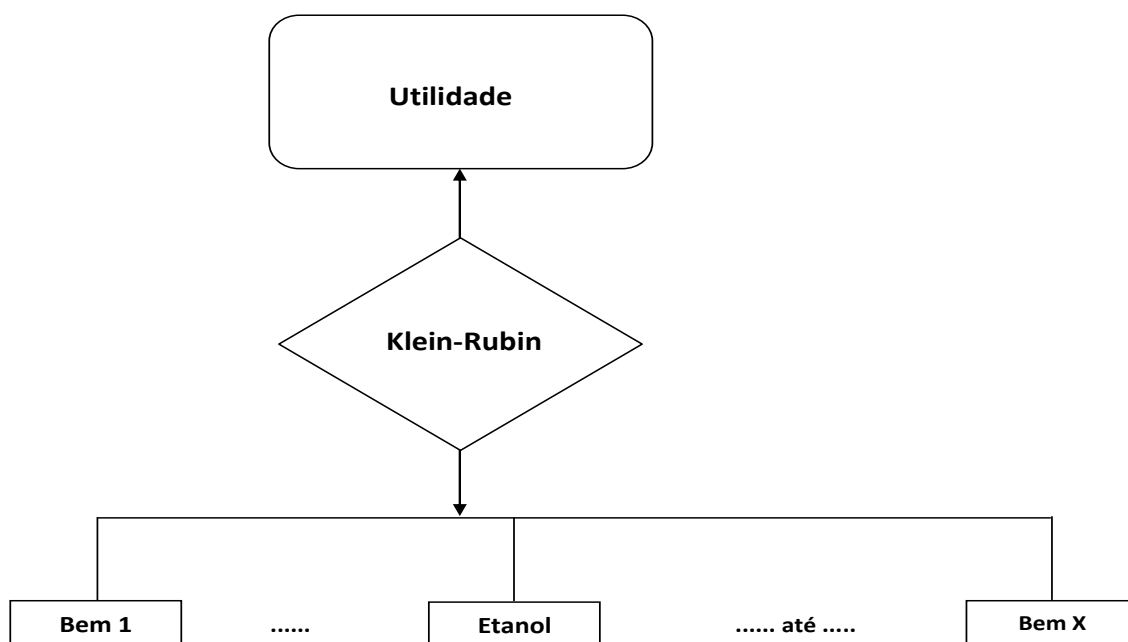 Utilidade
Klein-Rubin
Bem 1 ...... Etanol ...... até ..... Bem X